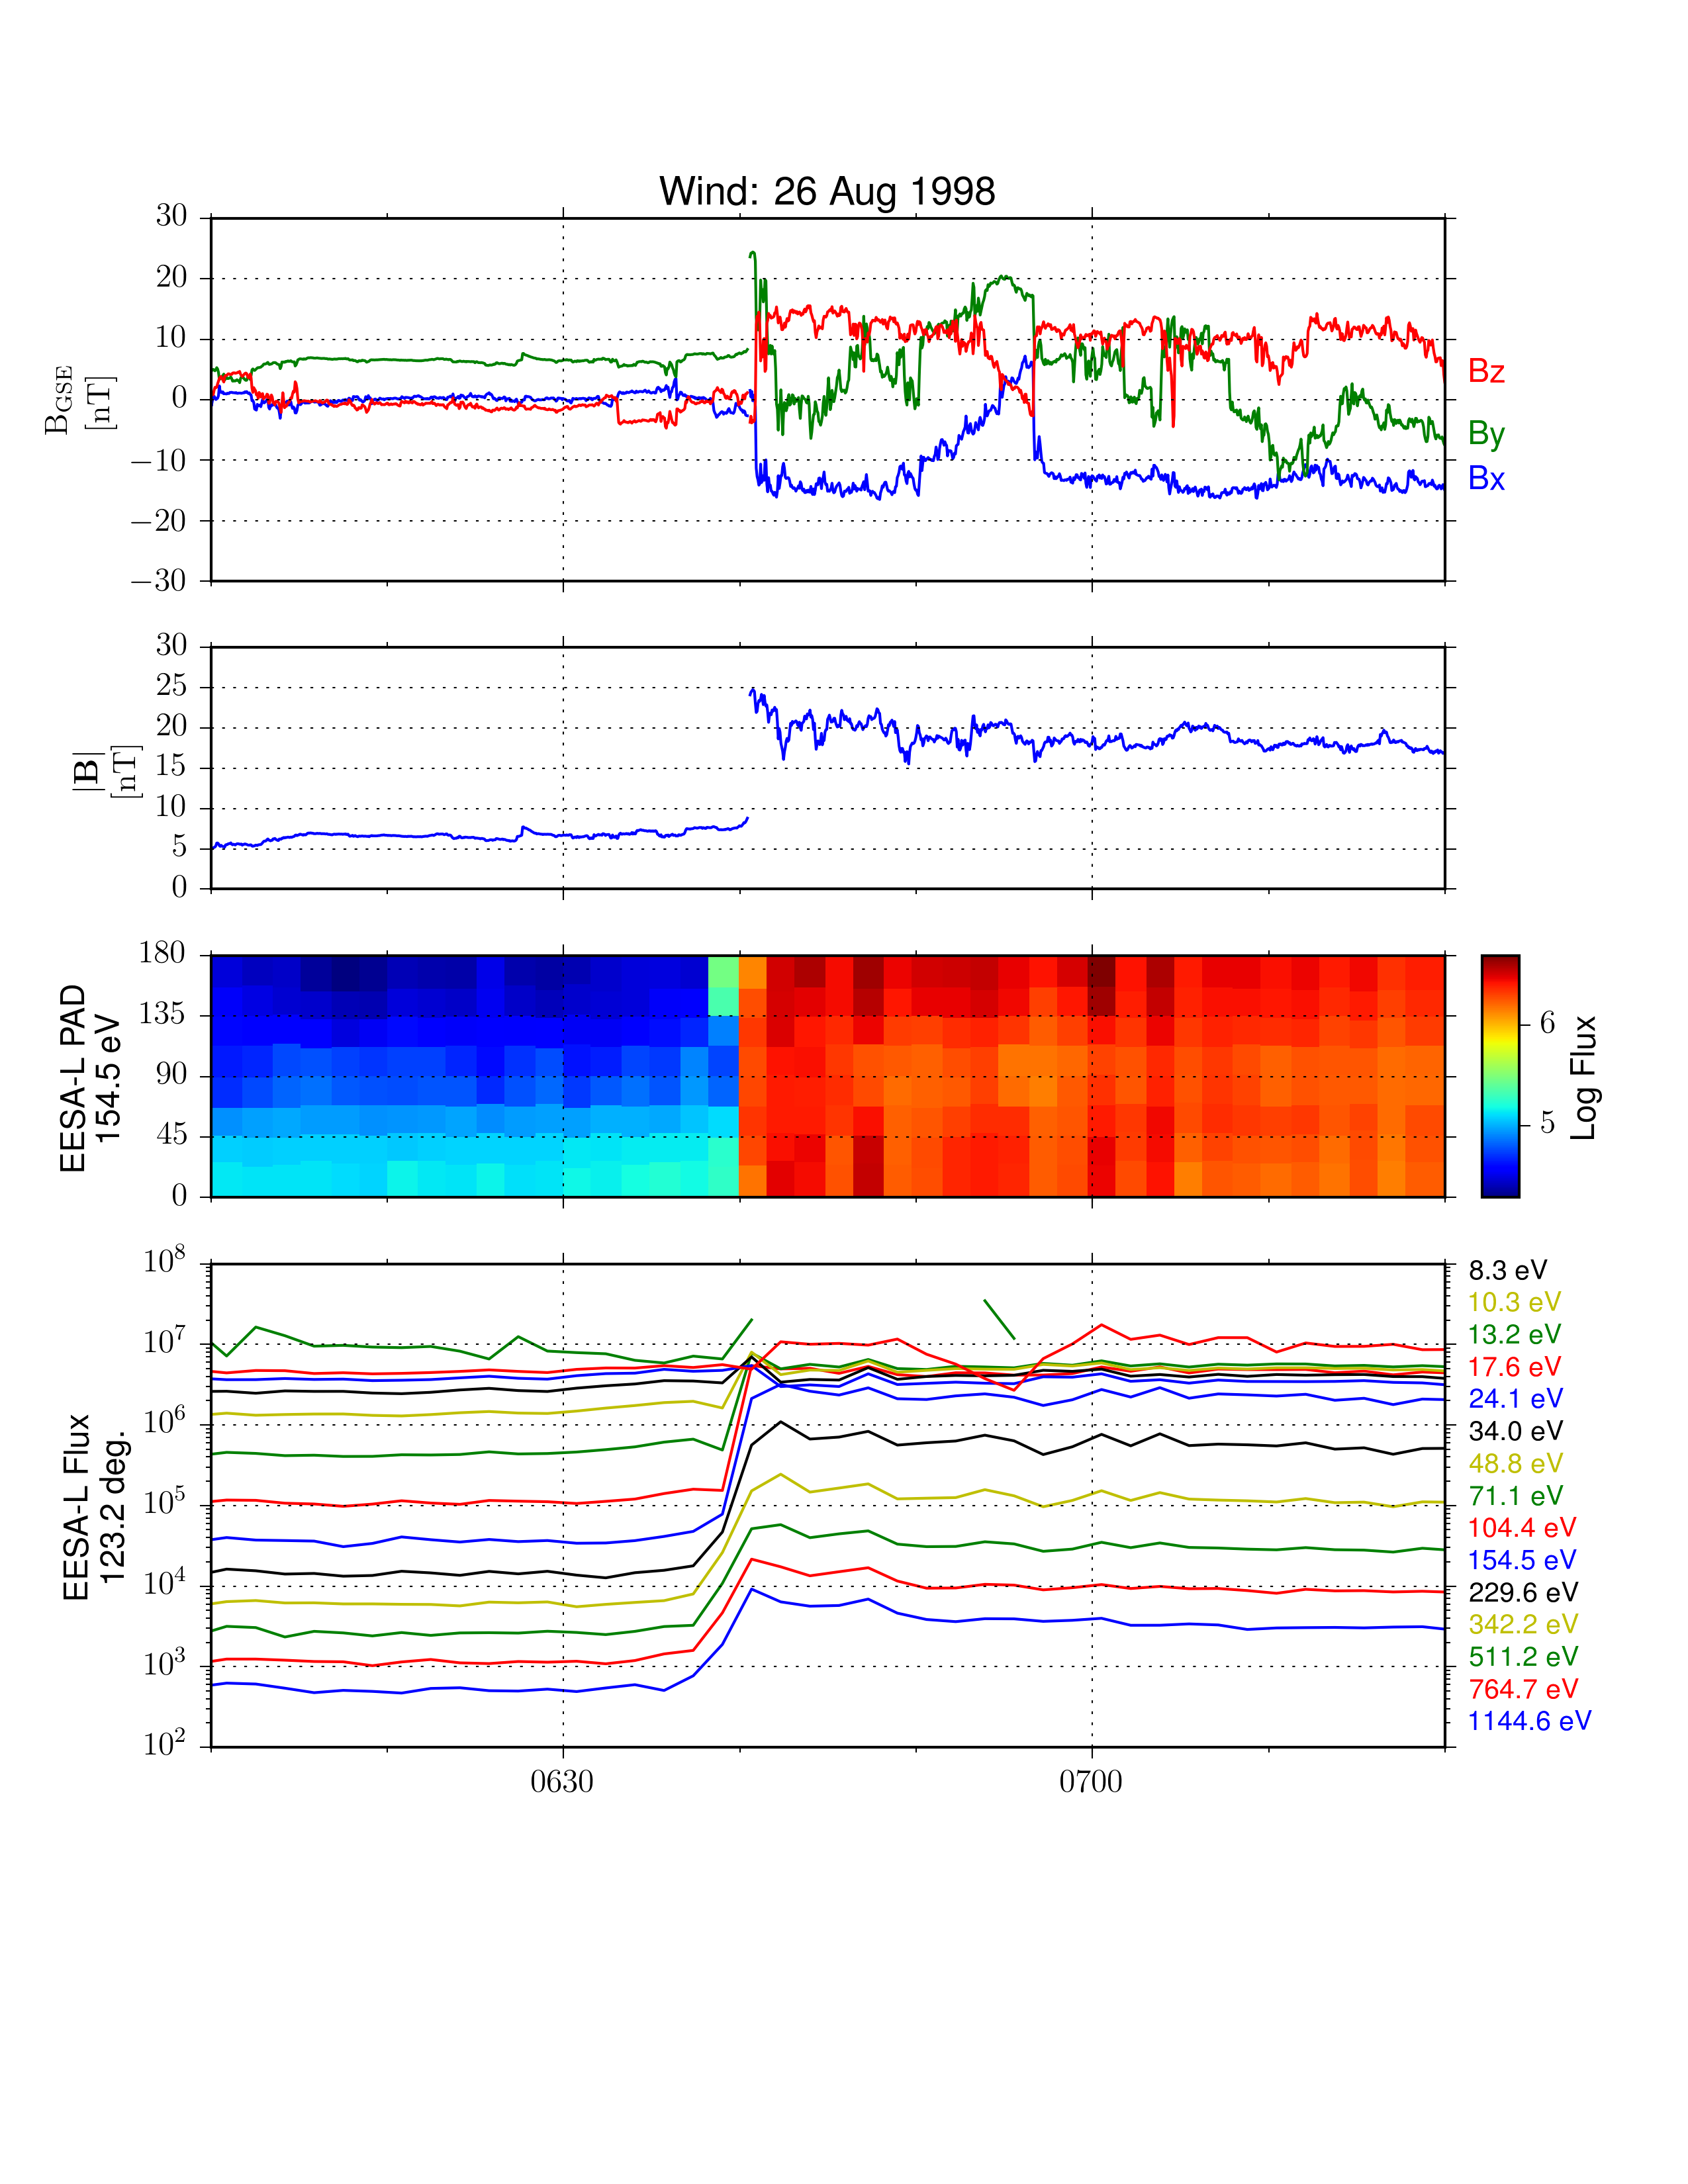 Wind: 26 Aug 1998
30
20
10
0
−10
−20
−30
B_GSE
[nT]
Bz
By
Bx
30
25
20
15
10
5
0
|B|
[nT]
180
135
90
45
0
EESA-L PAD
154.5 eV
6
5
Log Flux
10^8
10^7
10^6
10^5
10^4
10^3
10^2
EESA-L Flux
123.2 deg.
8.3 eV
10.3 eV
13.2 eV
17.6 eV
24.1 eV
34.0 eV
48.8 eV
71.1 eV
104.4 eV
154.5 eV
229.6 eV
342.2 eV
511.2 eV
764.7 eV
1144.6 eV
0630 0700